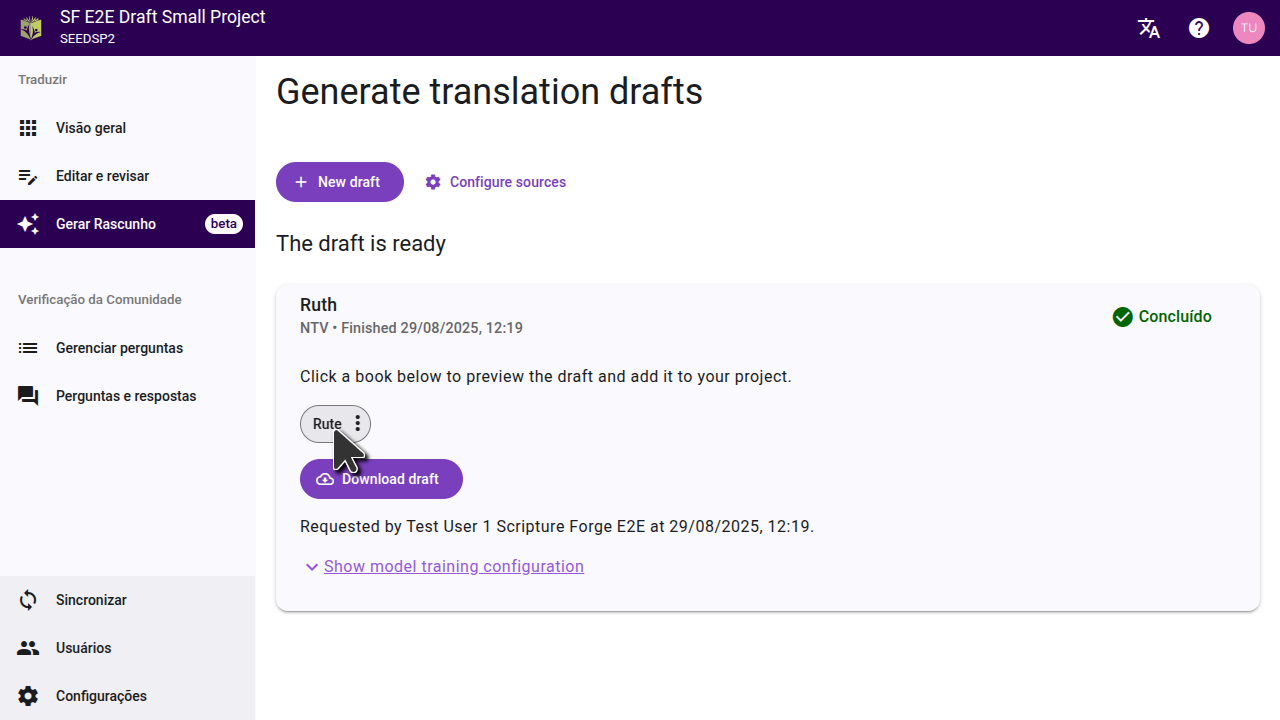 SF E2E Draft Small Project
SEEDSP2
TU
Traduzir
Visão geral
Editar e revisar
Gerar Rascunho
beta
Verificação da Comunidade
Gerenciar perguntas
Perguntas e respostas
Sincronizar
Usuários
Configurações
Generate translation drafts
New draft
Configure sources
The draft is ready
Ruth
NTV • Finished 29/08/2025, 12:19
Concluído
Click a book below to preview the draft and add it to your project.
Rute
Download draft
Requested by Test User 1 Scripture Forge E2E at 29/08/2025, 12:19.
Show model training configuration